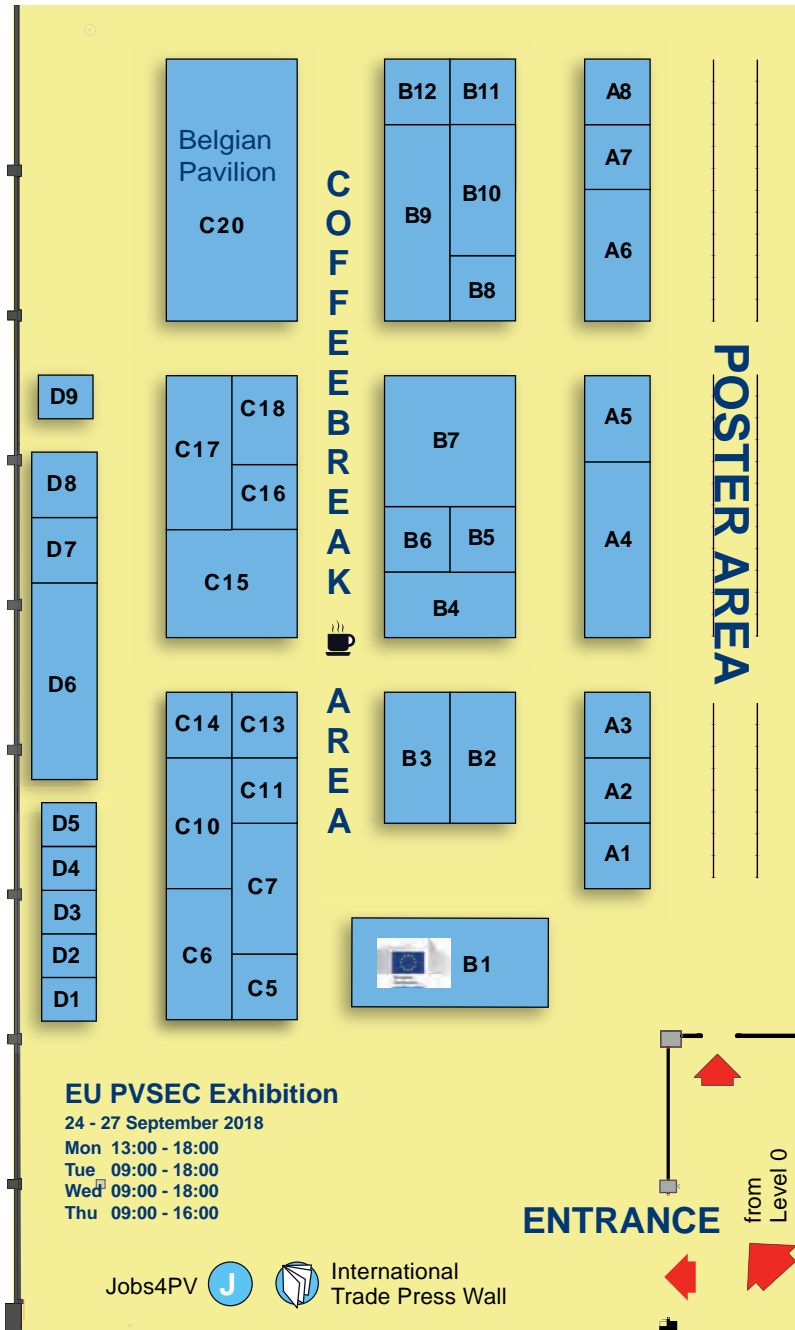 B12 B11 A8
Belgian
Pavilion
C20
A7
B10
B9
A6
B8
COFFEEBREAK
AREA
POSTER AREA
D9
C18
A5
C17
B7
D8
C16
B6 B5
A4
D7
C15
B4
D6
C14 C13
A3
B3 B2
C11
A2
C10
D5
A1
D4
C7
D3
C6
D2
B1
C5
D1
EU PVSEC Exhibition
24 - 27 September 2018
Mon 13:00 - 18:00
Tue 09:00 - 18:00
Wed 09:00 - 18:00
Thu 09:00 - 16:00
ENTRANCE
from
Level 0
Jobs4PV J
International
Trade Press Wall